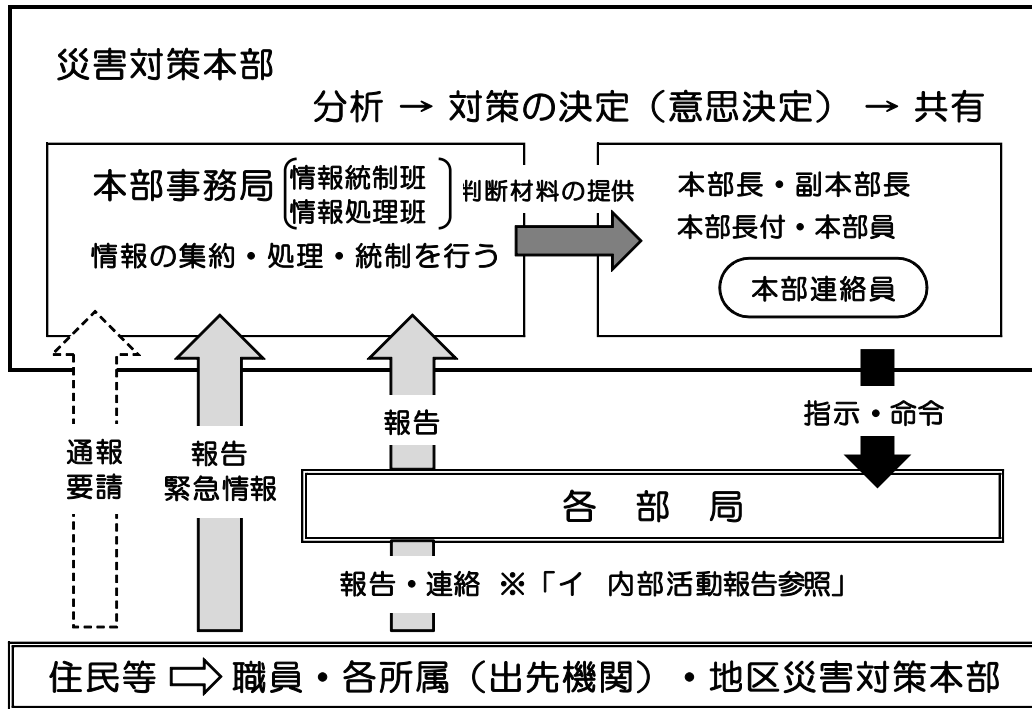 災害対策本部
分析 → 対策の決定(意思決定) → 共有
本部事務局
情報統制班
情報処理班
情報の集約・処理・統制を行う
判断材料の提供
本部長・副本部長
本部長付・本部員
本部連絡員
通報
要請
報告
緊急情報
報告
指示・命令
各 部 局
報告・連絡 ※「イ 内部活動報告参照」
住民等 ⇨ 職員・各所属(出先機関)・地区災害対策本部